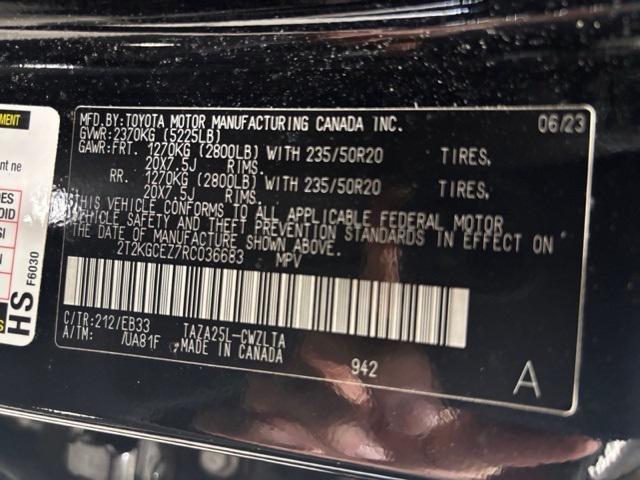 MFD.BY:TOYOTA MOTOR MANUFACTURING CANADA INC. 06/23
GVWR:2370KG (5225LB)
GAWR:FRT. 1270KG (2800LB) WITH 235/50R20 TIRES,
20X7.5J RIMS.
RR. 1270KG (2800LB) WITH 235/50R20 TIRES,
20X7.5J RIMS.
THIS VEHICLE CONFORMS TO ALL APPLICABLE FEDERAL MOTOR
VEHICLE SAFETY AND THEFT PREVENTION STANDARDS IN EFFECT ON
THE DATE OF MANUFACTURE SHOWN ABOVE.
2T2KGCEZ7RC036683 MPV
C/TR:212/EB33 TAZA25L-CWZLTA
A/TM: /UA81F MADE IN CANADA
942
A
HS
F6030